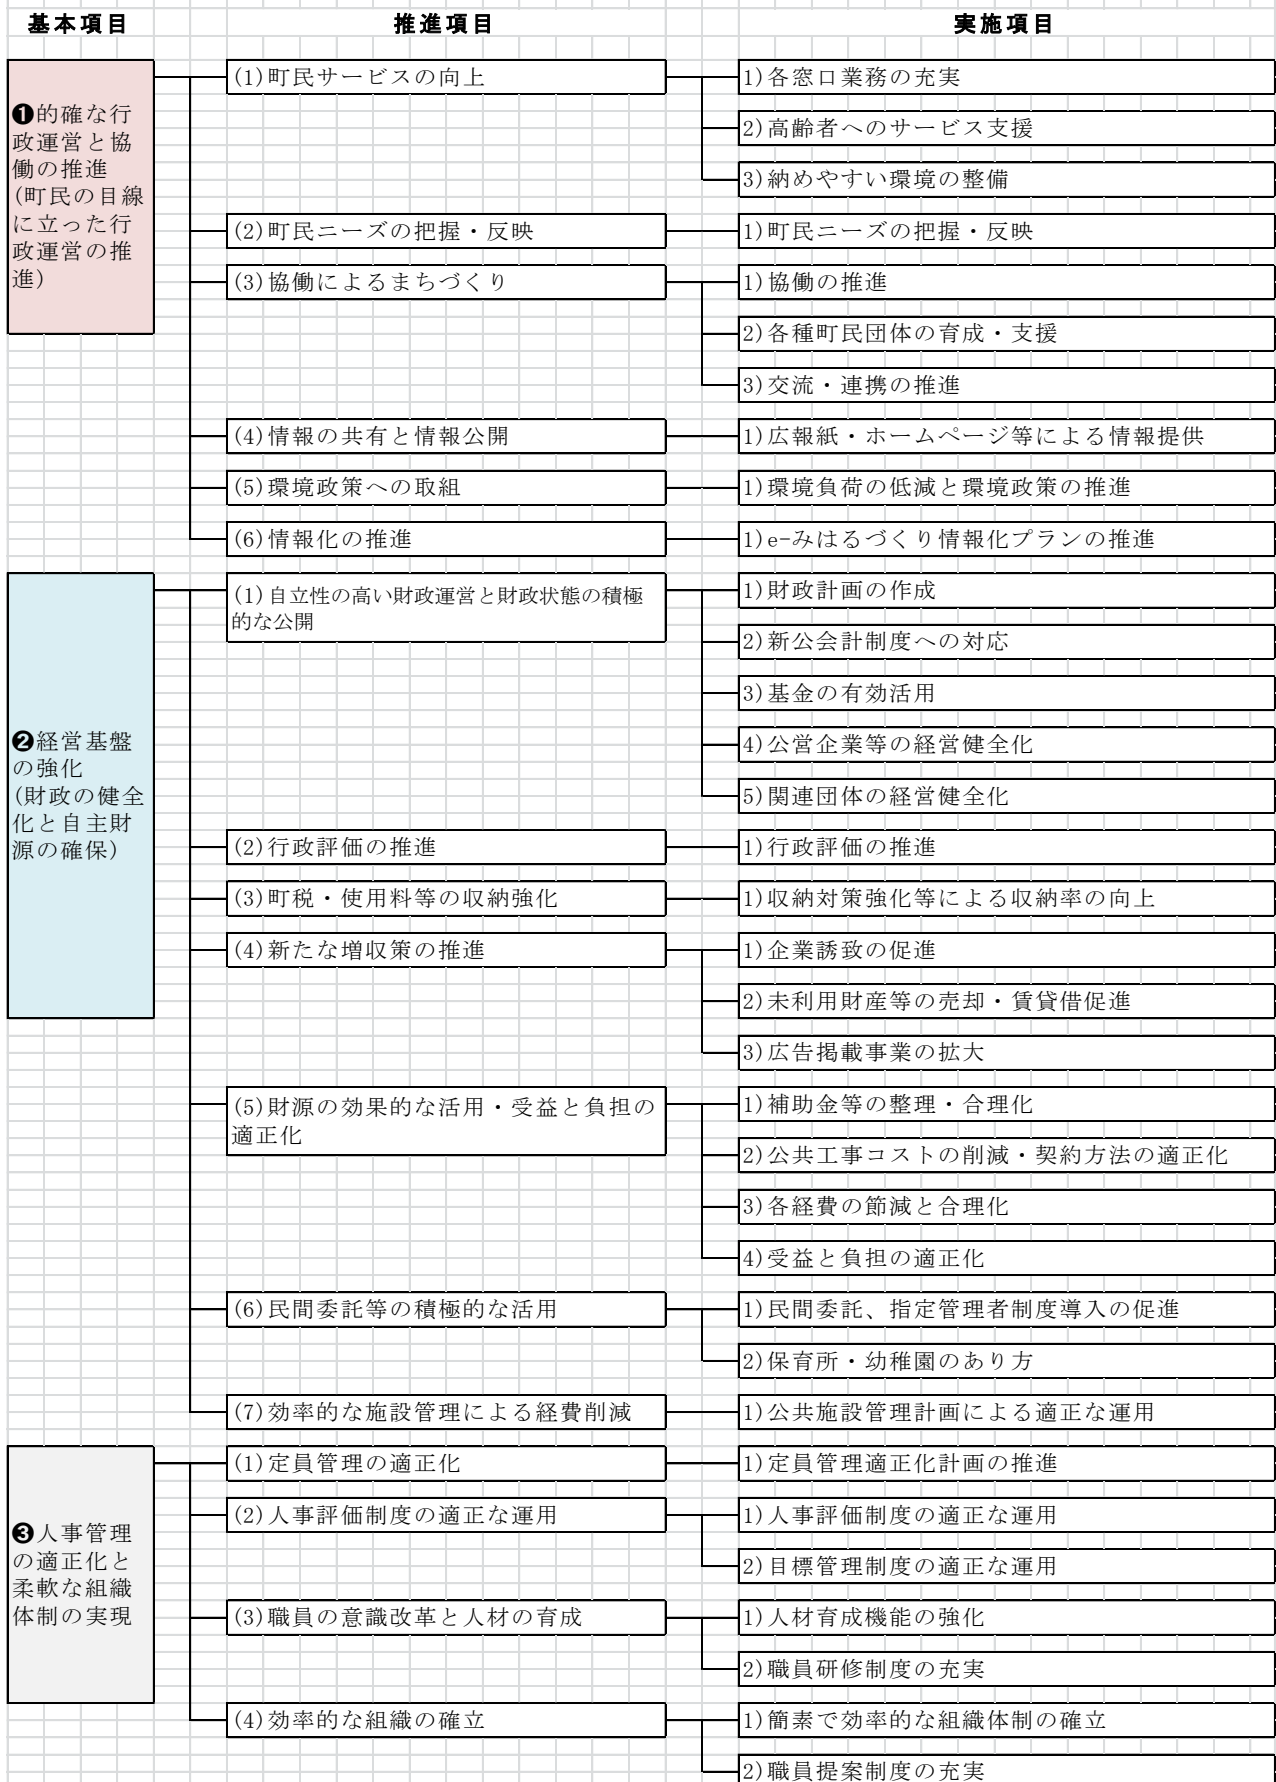 基本項目
推進項目
実施項目
❶的確な行
政運営と協
働の推進
(町民の目線
に立った行
政運営の推
進)
(1)町民サービスの向上
1)各窓口業務の充実
2)高齢者へのサービス支援
3)納めやすい環境の整備
(2)町民ニーズの把握・反映
1)町民ニーズの把握・反映
(3)協働によるまちづくり
1)協働の推進
2)各種町民団体の育成・支援
3)交流・連携の推進
(4)情報の共有と情報公開
1)広報紙・ホームページ等による情報提供
(5)環境政策への取組
1)環境負荷の低減と環境政策の推進
(6)情報化の推進
1)e-みはるづくり情報化プランの推進
❷経営基盤
の強化
(財政の健全
化と自主財
源の確保)
(1)自立性の高い財政運営と財政状態の積極
的な公開
1)財政計画の作成
2)新公会計制度への対応
3)基金の有効活用
4)公営企業等の経営健全化
5)関連団体の経営健全化
(2)行政評価の推進
1)行政評価の推進
(3)町税・使用料等の収納強化
1)収納対策強化等による収納率の向上
(4)新たな増収策の推進
1)企業誘致の促進
2)未利用財産等の売却・賃貸借促進
3)広告掲載事業の拡大
(5)財源の効果的な活用・受益と負担の
適正化
1)補助金等の整理・合理化
2)公共工事コストの削減・契約方法の適正化
3)各経費の節減と合理化
4)受益と負担の適正化
(6)民間委託等の積極的な活用
1)民間委託、指定管理者制度導入の促進
2)保育所・幼稚園のあり方
(7)効率的な施設管理による経費削減
1)公共施設管理計画による適正な運用
❸人事管理
の適正化と
柔軟な組織
体制の実現
(1)定員管理の適正化
1)定員管理適正化計画の推進
(2)人事評価制度の適正な運用
1)人事評価制度の適正な運用
2)目標管理制度の適正な運用
(3)職員の意識改革と人材の育成
1)人材育成機能の強化
2)職員研修制度の充実
(4)効率的な組織の確立
1)簡素で効率的な組織体制の確立
2)職員提案制度の充実